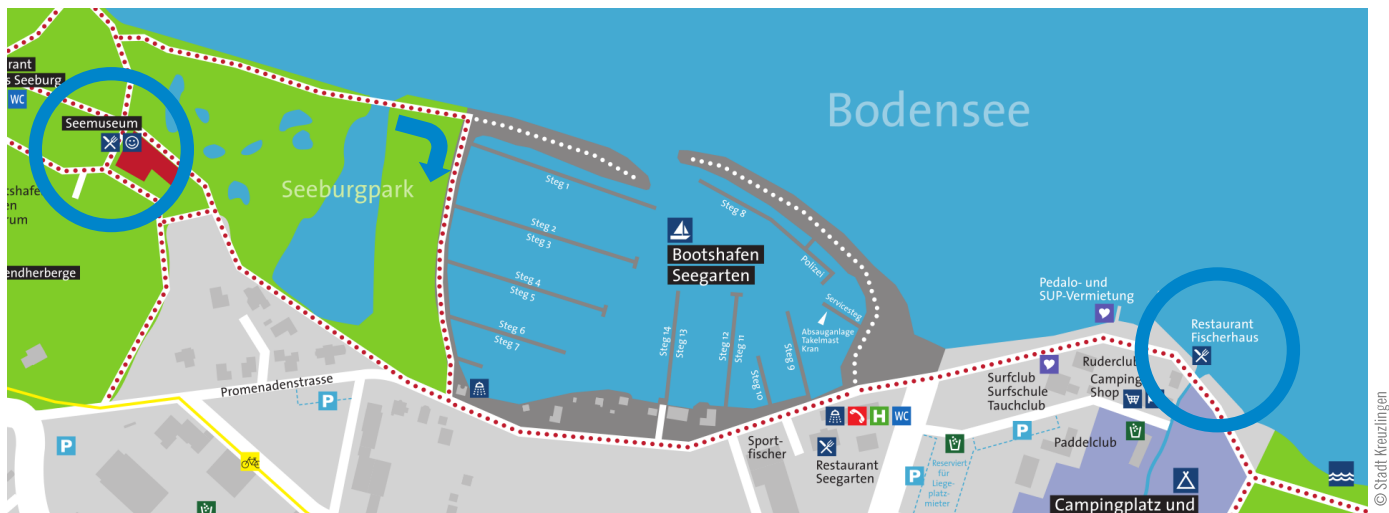 rant
s Seeburg
WC
Seemuseum
tshafe
en
rum
endherberge
Seeburgpark
Bodensee
Steg 1
Steg 2
Steg 3
Steg 4
Steg 5
Steg 6
Steg 7
Steg 8
Polizei
Bootshafen
Seegarten
Servicesteg
Absauganlage
Takelmast
Kran
Steg 14
Steg 13
Steg 12
Steg 11
Steg 10
Steg 9
Pedalo- und
SUP-Vermietung
Restaurant
Fischerhaus
Ruderclub
Camping
Shop
Surfclub
Surfschule
Tauchclub
Paddelclub
Promenadenstrasse
P
P
P
P
H
WC
Sport-
fischer
Restaurant
Seegarten
Reserviert
für
Liege-
platz-
mieter
Campingplatz und
© Stadt Kreuzlingen